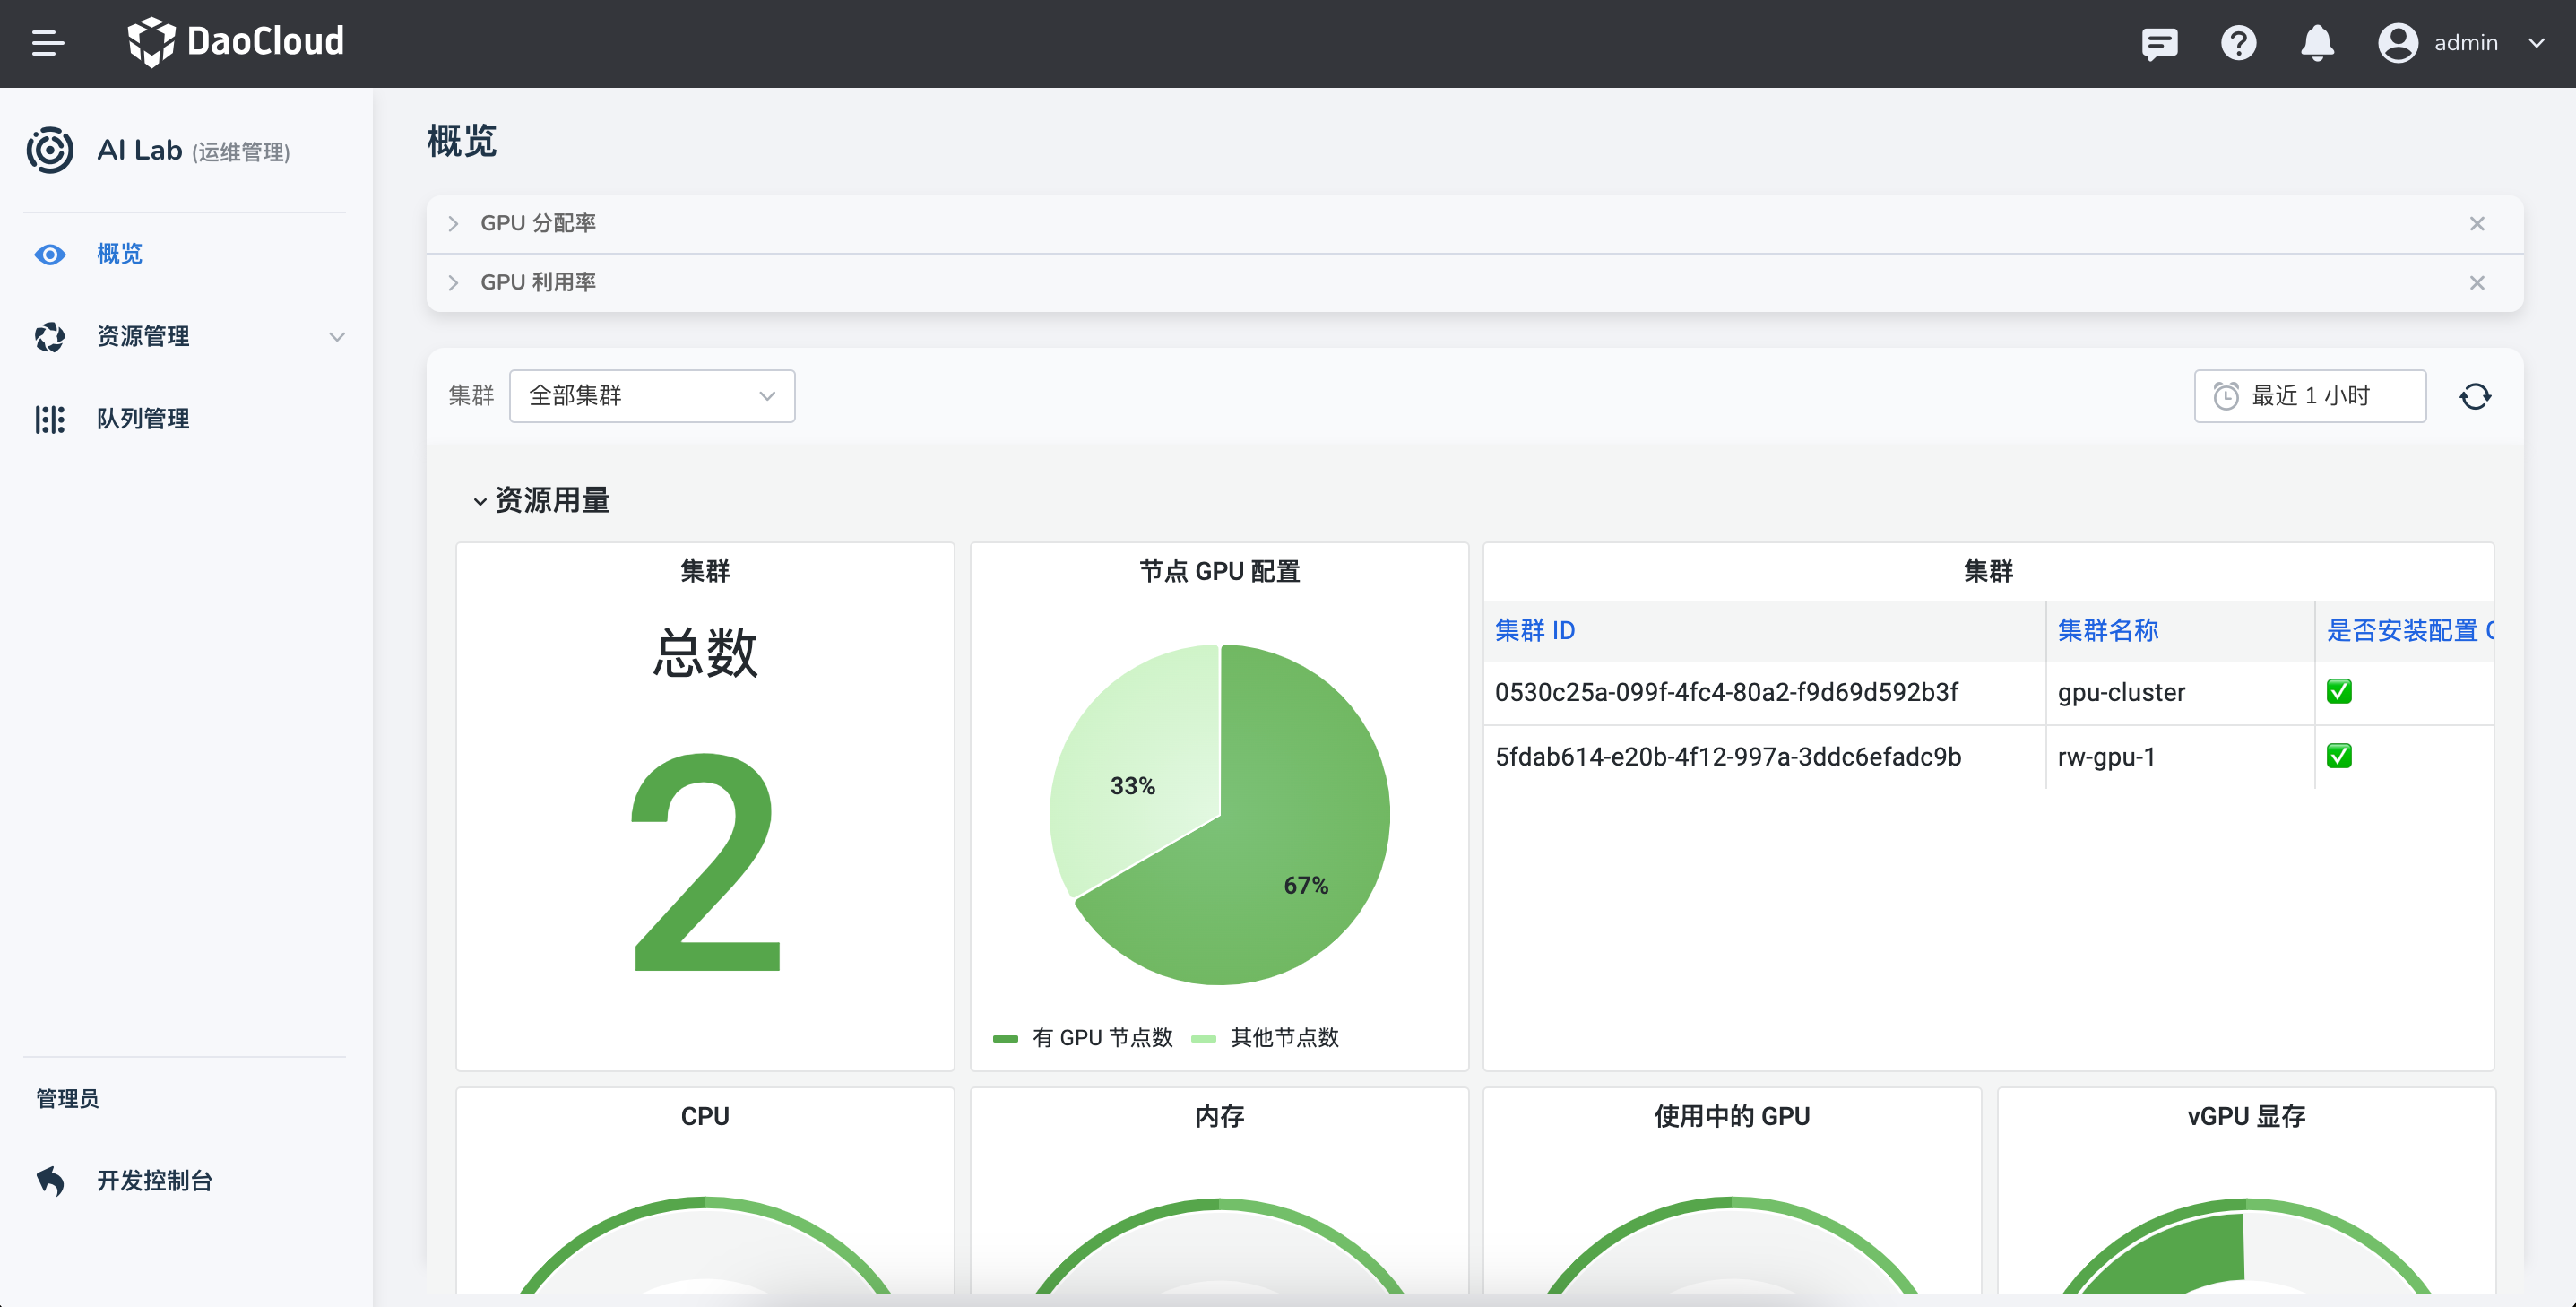 DaoCloud
admin
AI Lab (运维管理)
概览
资源管理
队列管理
管理员
开发控制台
概览
GPU 分配率
GPU 利用率
集群 全部集群
最近 1 小时
资源用量
集群
总数
2
节点 GPU 配置
33%
67%
有 GPU 节点数 其他节点数
集群
集群 ID 集群名称 是否安装配置
0530c25a-099f-4fc4-80a2-f9d69d592b3f gpu-cluster ✅
5fdab614-e20b-4f12-997a-3ddc6efadc9b rw-gpu-1 ✅
CPU
内存
使用中的 GPU
vGPU 显存